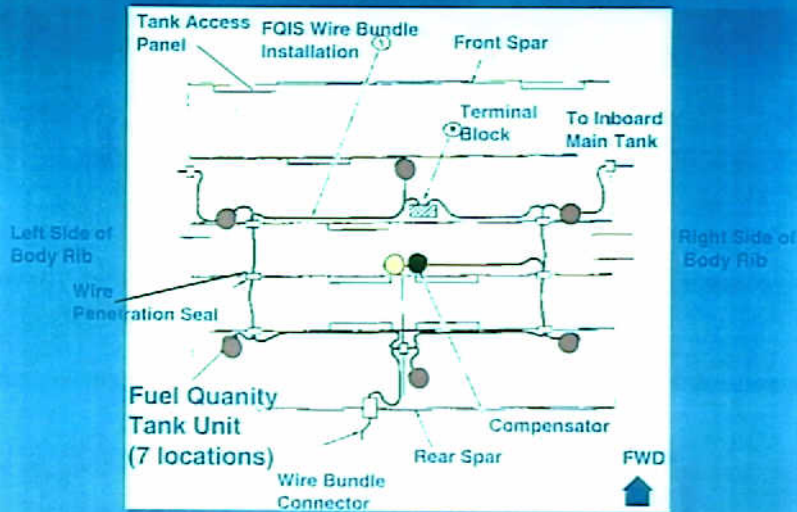 Tank Access
Panel
FQIS Wire Bundle
Installation
Front Spar
Terminal
Block
To Inboard
Main Tank
Left Side of
Body Rib
Right Side of
Body Rib
Wire
Penetration Seal
Fuel Quanity
Tank Unit
(7 locations)
Compensator
Rear Spar
FWD
Wire Bundle
Connector